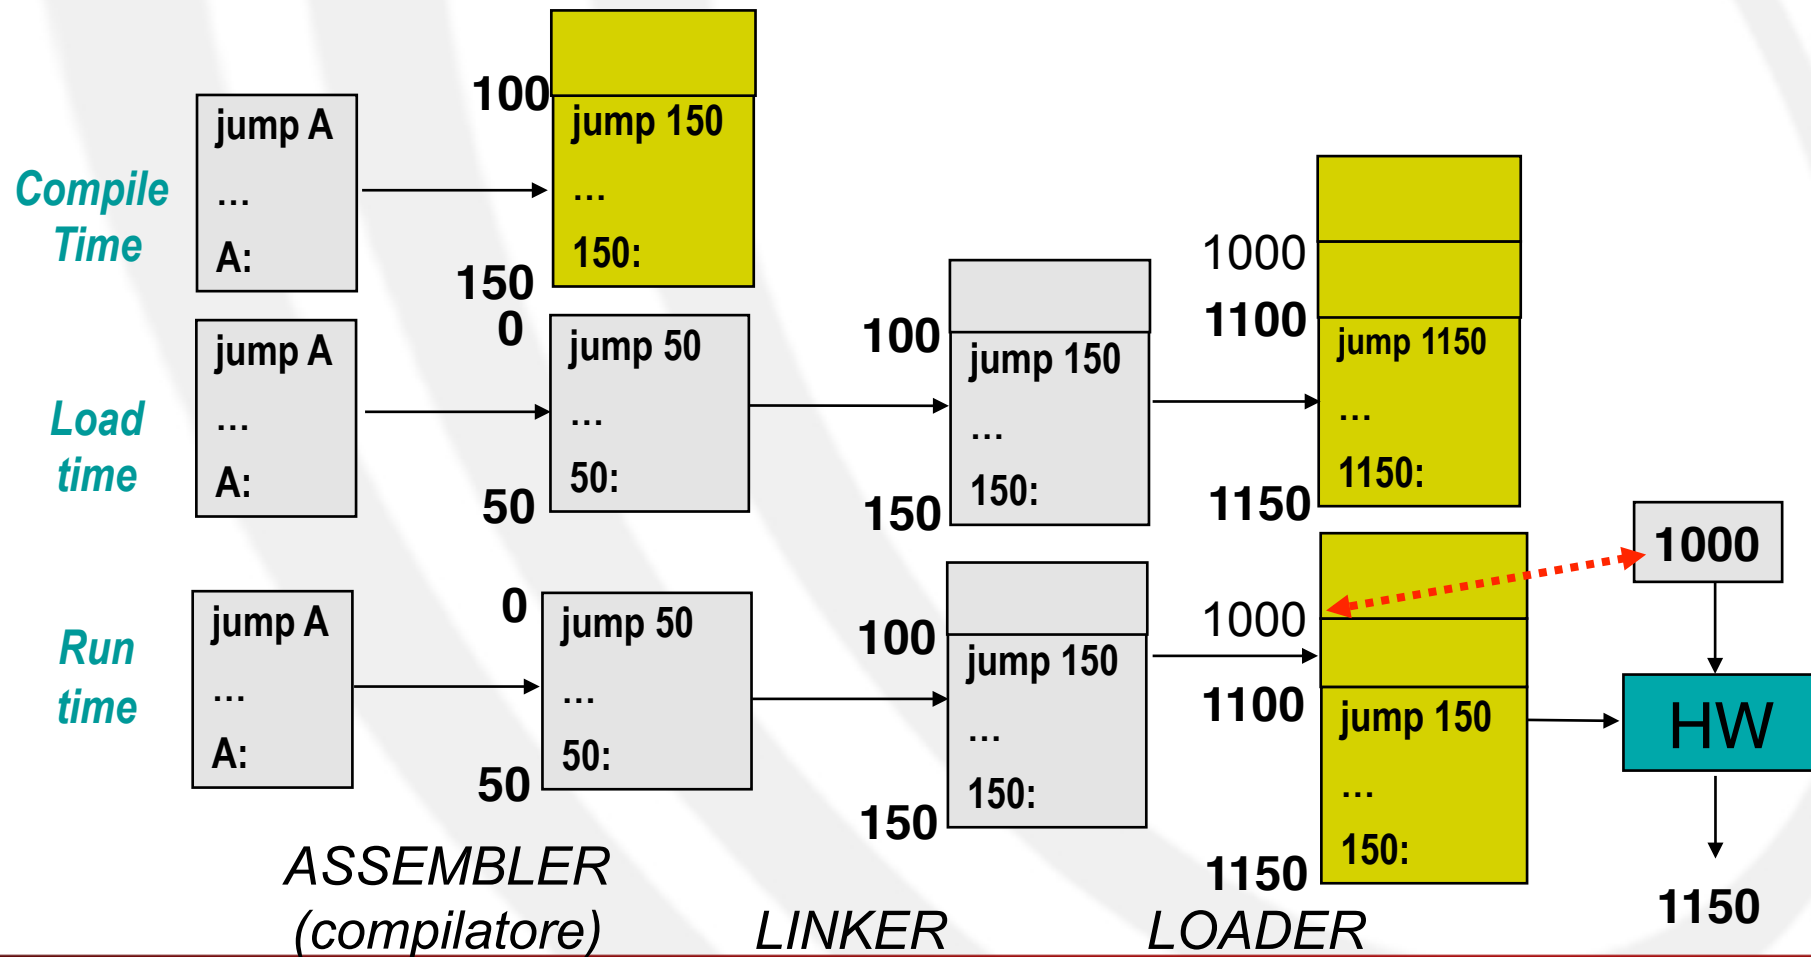 Compile
Time
jump A
...
A:
100
jump 150
...
150:
150
Load
time
jump A
...
A:
0
jump 50
...
50:
50
100
jump 150
...
150:
150
1000
1100
jump 1150
...
1150:
1150
Run
time
jump A
...
A:
0
jump 50
...
50:
50
100
jump 150
...
150:
150
1000
1100
jump 150
...
150:
1150
1000
HW
1150
ASSEMBLER
(compilatore)
LINKER
LOADER